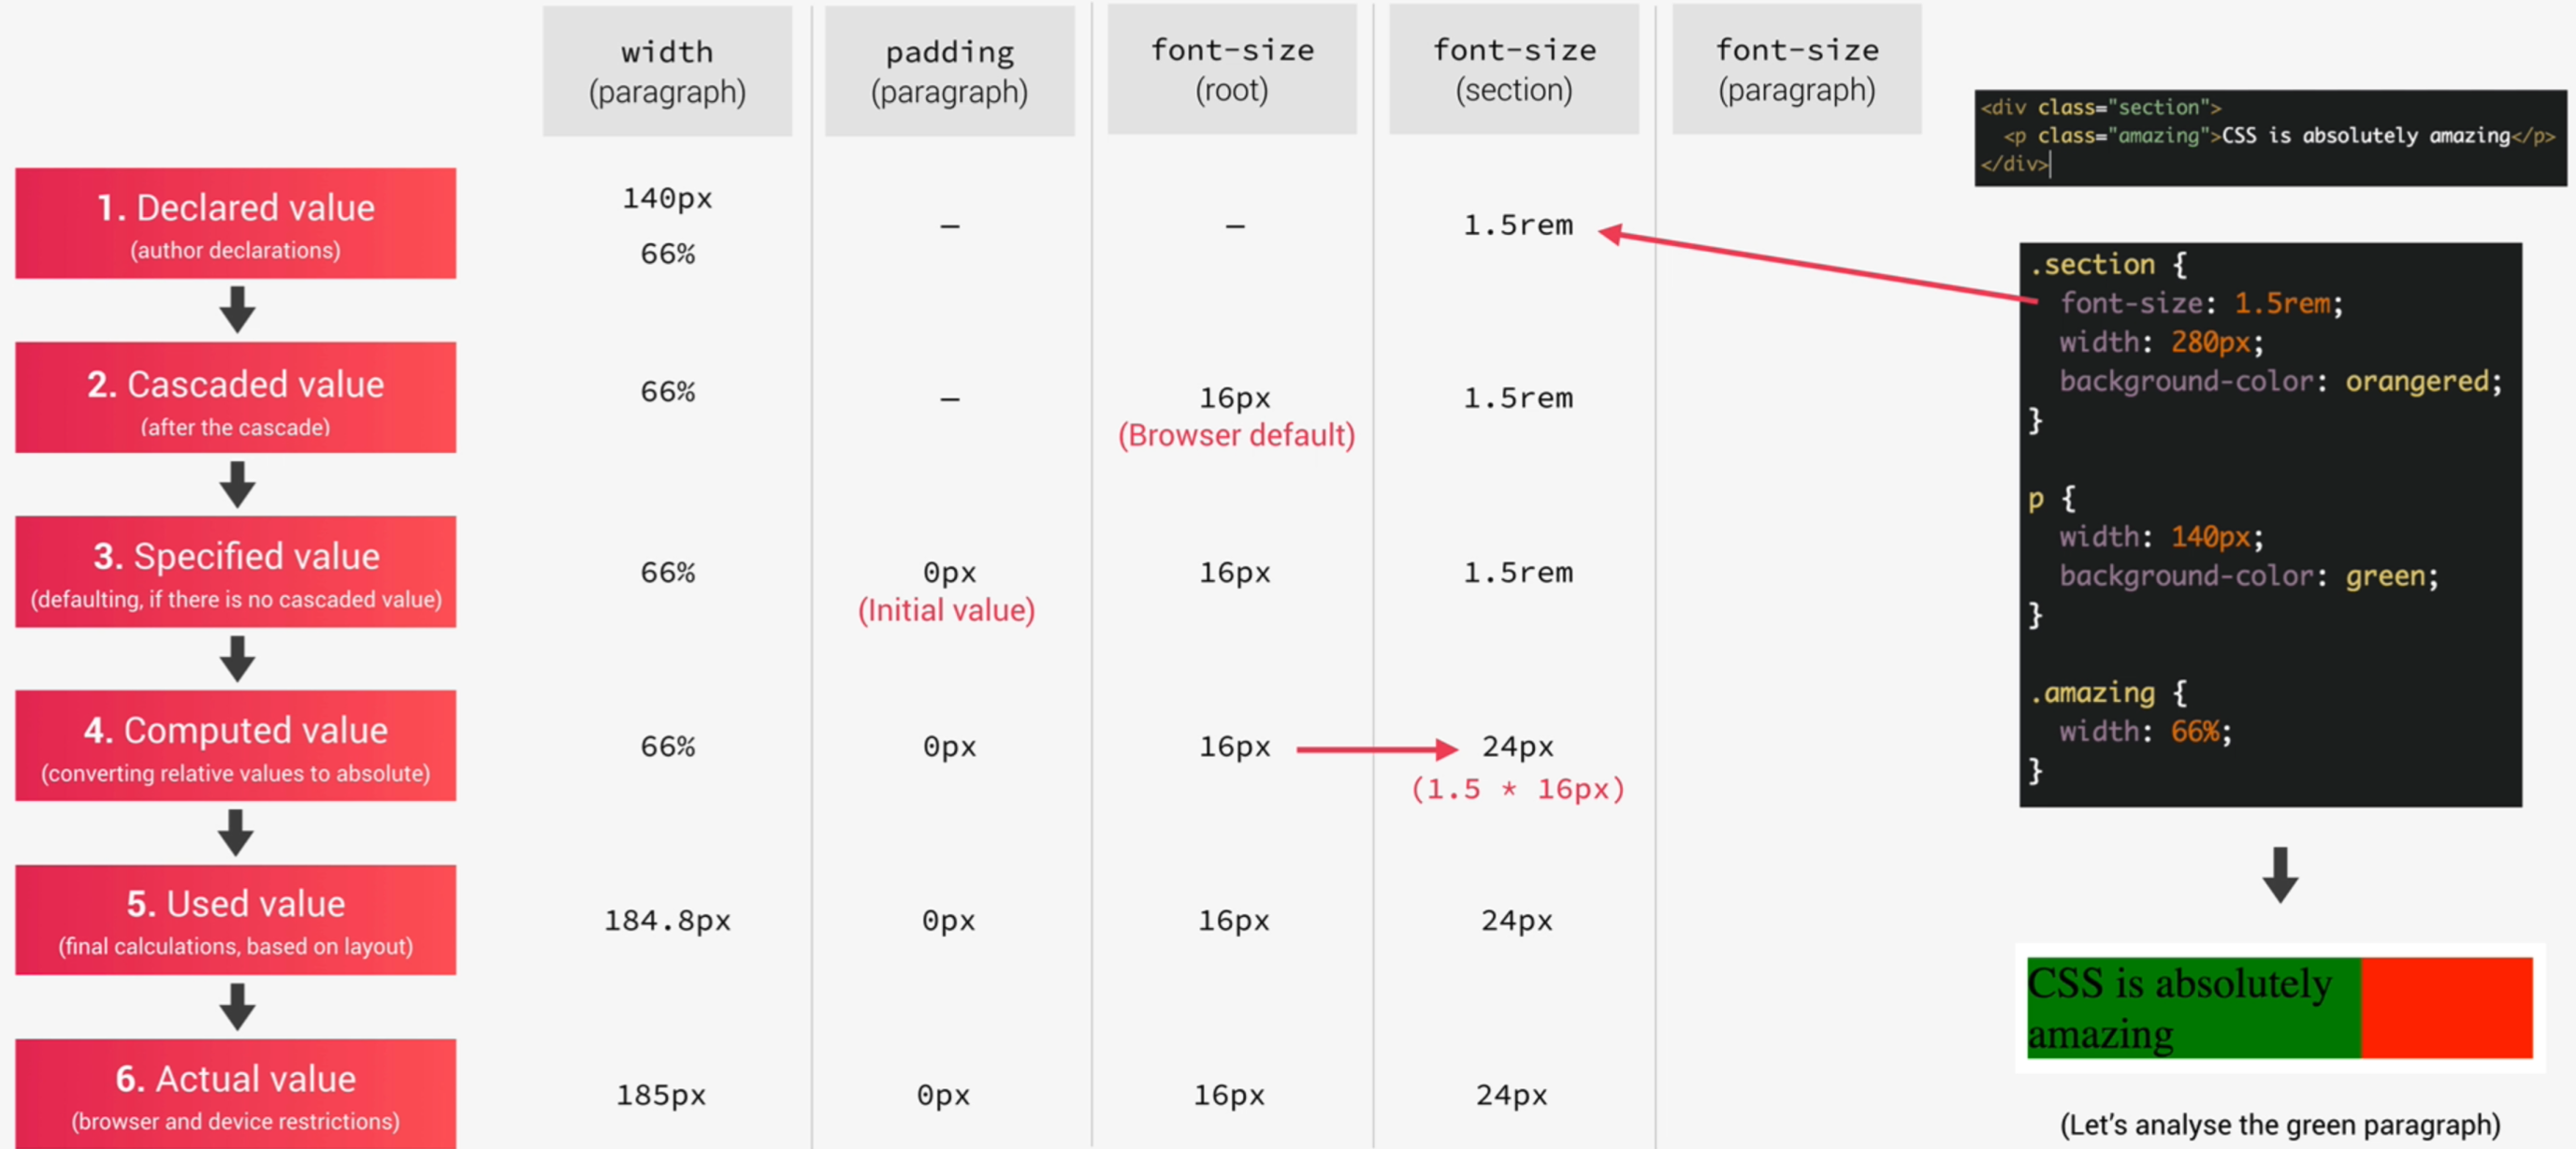 width
(paragraph)
padding
(paragraph)
font-size
(root)
font-size
(section)
font-size
(paragraph)
1. Declared value
(author declarations)
140px
66%
–
–
1.5rem
2. Cascaded value
(after the cascade)
66%
–
16px
(Browser default)
1.5rem
3. Specified value
(defaulting, if there is no cascaded value)
66%
0px
(Initial value)
16px
1.5rem
4. Computed value
(converting relative values to absolute)
66%
0px
16px
24px
(1.5 * 16px)
5. Used value
(final calculations, based on layout)
184.8px
0px
16px
24px
6. Actual value
(browser and device restrictions)
185px
0px
16px
24px
<div class="section">
<p class="amazing">CSS is absolutely amazing</p>
</div>
.section {
font-size: 1.5rem;
width: 280px;
background-color: orangered;
}
p {
width: 140px;
background-color: green;
}
.amazing {
width: 66%;
}
CSS is absolutely
amazing
(Let’s analyse the green paragraph)